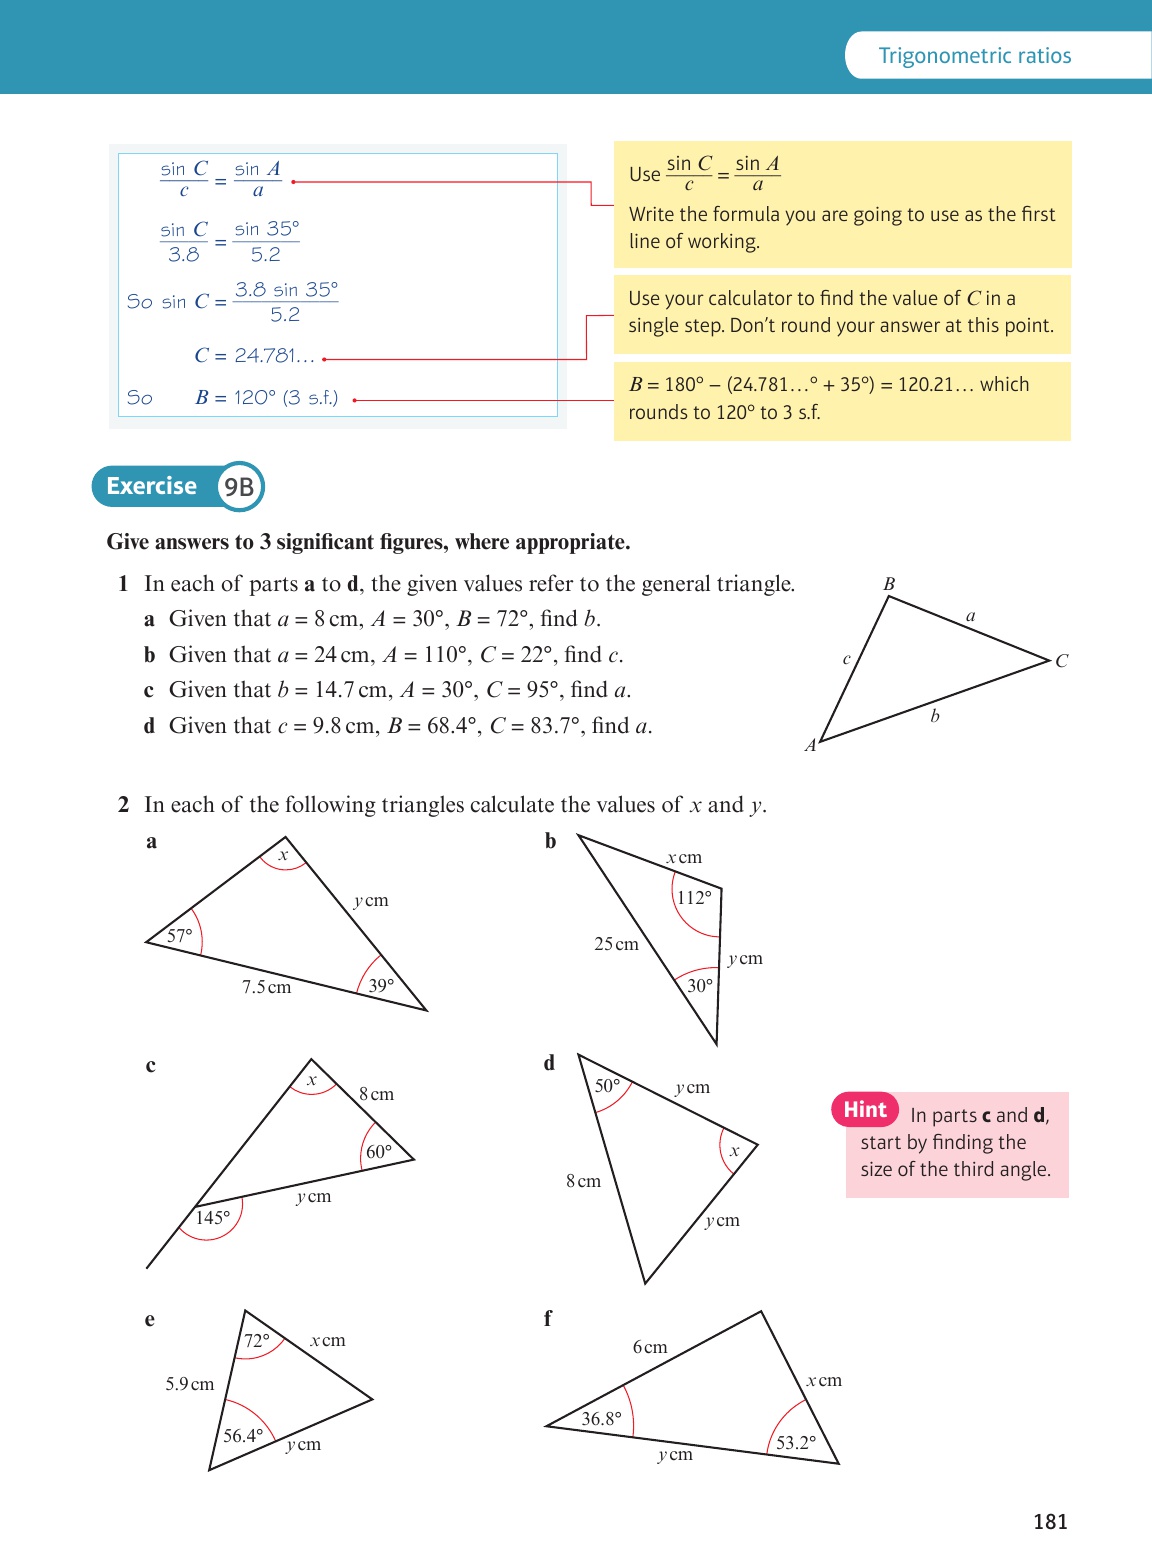 Trigonometric ratios
sin C / c = sin A / a
sin C / 3.8 = sin 35° / 5.2
So sin C = 3.8 sin 35° / 5.2
C = 24.781...
So B = 120° (3 s.f.)
Use sin C / c = sin A / a
Write the formula you are going to use as the first
line of working.
Use your calculator to find the value of C in a
single step. Don't round your answer at this point.
B = 180° − (24.781...° + 35°) = 120.21... which
rounds to 120° to 3 s.f.
Exercise 9B
Give answers to 3 significant figures, where appropriate.
1 In each of parts a to d, the given values refer to the general triangle.
a Given that a = 8 cm, A = 30°, B = 72°, find b.
b Given that a = 24 cm, A = 110°, C = 22°, find c.
c Given that b = 14.7 cm, A = 30°, C = 95°, find a.
d Given that c = 9.8 cm, B = 68.4°, C = 83.7°, find a.
B
a
c
C
b
A
2 In each of the following triangles calculate the values of x and y.
a
x
y cm
57°
7.5 cm
39°
b
x cm
112°
25 cm
y cm
30°
c
x
8 cm
60°
y cm
145°
d
50°
y cm
x
8 cm
y cm
Hint In parts c and d,
start by finding the
size of the third angle.
e
72°
x cm
5.9 cm
56.4°
y cm
f
6 cm
x cm
36.8°
53.2°
y cm
181